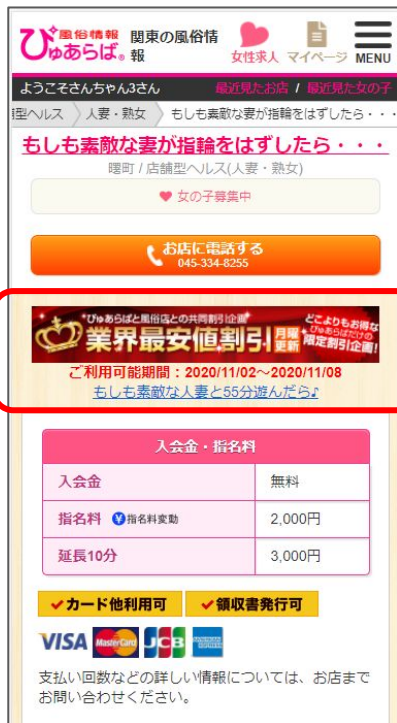 風俗情報
ぴゅあらば。
関東の風俗情報
女性求人
マイページ
MENU
ようこそさんちゃん3さん
最近見たお店 / 最近見た女の子
型ヘルス 〉人妻・熟女 〉もしも素敵な妻が指輪をはずしたら・・・
もしも素敵な妻が指輪をはずしたら・・・
曙町 / 店舗型ヘルス(人妻・熟女)
♥ 女の子募集中
お店に電話する
045-334-8255
"ぴゅあらばと風俗店との共同割引企画"
業界最安値割引
月曜更新
どこよりもお得な
ぴゅあらばだけの
限定割引企画!
ご利用可能期間：2020/11/02～2020/11/08
もしも素敵な人妻と55分遊んだら♪
入会金・指名料
入会金 無料
指名料 ¥指名料変動 2,000円
延長10分 3,000円
✓カード他利用可 ✓領収書発行可
VISA MasterCard JCB
支払い回数などの詳しい情報については、お店まで
お問い合わせください。